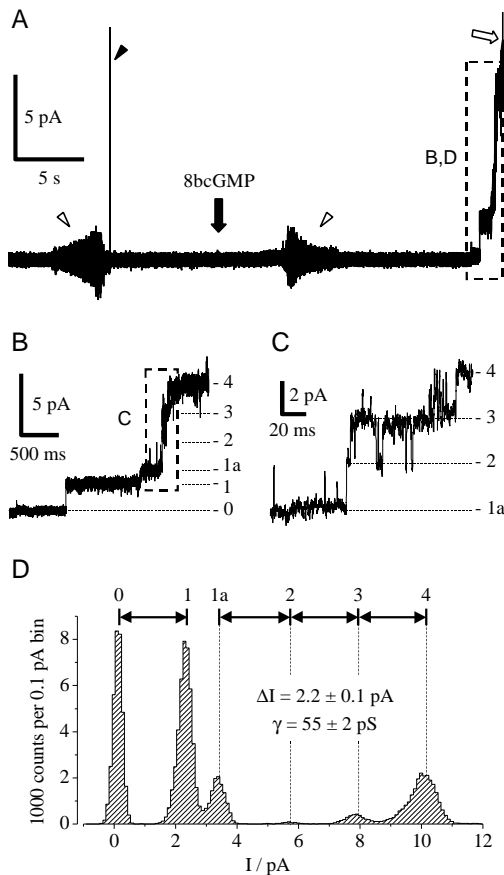 A
5 pA
5 s
8bcGMP
B,D
B
5 pA
500 ms
C
4
3
2
1a
1
0
C
2 pA
20 ms
4
3
2
1a
D
0 1 1a 2 3 4
ΔI = 2.2 ± 0.1 pA
γ = 55 ± 2 pS
1000 counts per 0.1 pA bin
8
6
4
2
0
0 2 4 6 8 10 12
I / pA